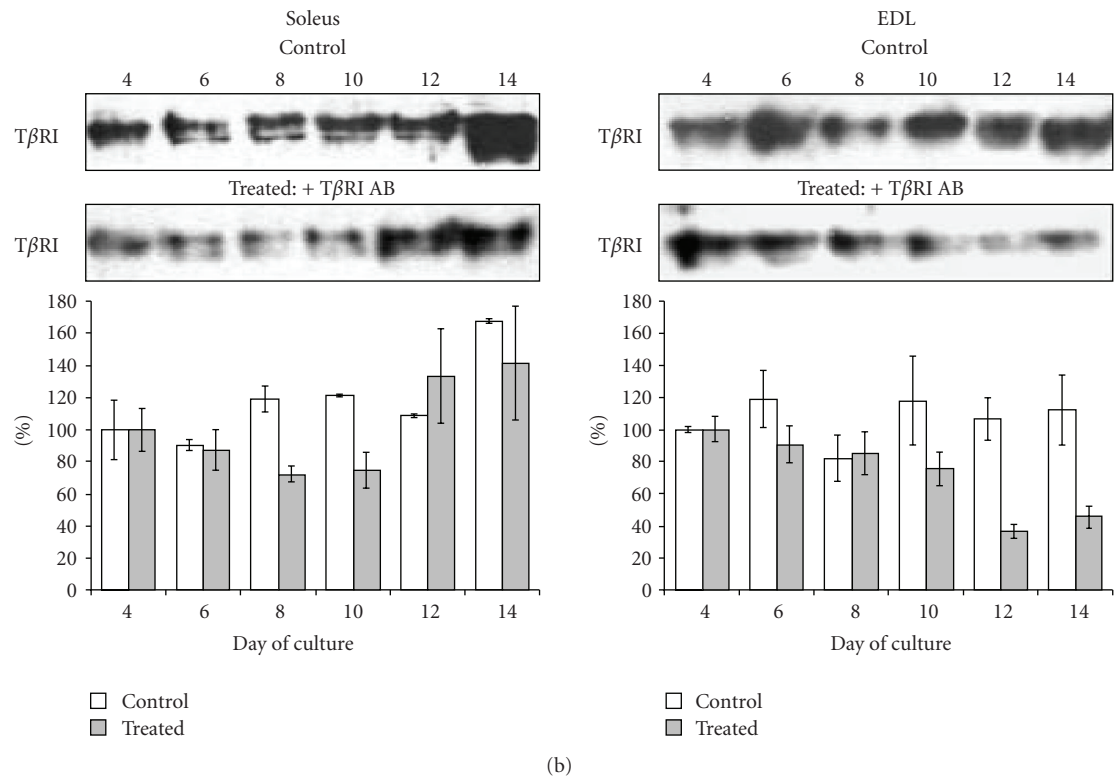 Soleus
Control
4 6 8 10 12 14
TβRI
Treated: + TβRI AB
TβRI
180
160
140
120
100
80
60
40
20
0
(%)
4 6 8 10 12 14
Day of culture
Control
Treated
EDL
Control
4 6 8 10 12 14
TβRI
Treated: + TβRI AB
TβRI
180
160
140
120
100
80
60
40
20
0
(%)
4 6 8 10 12 14
Day of culture
Control
Treated
(b)